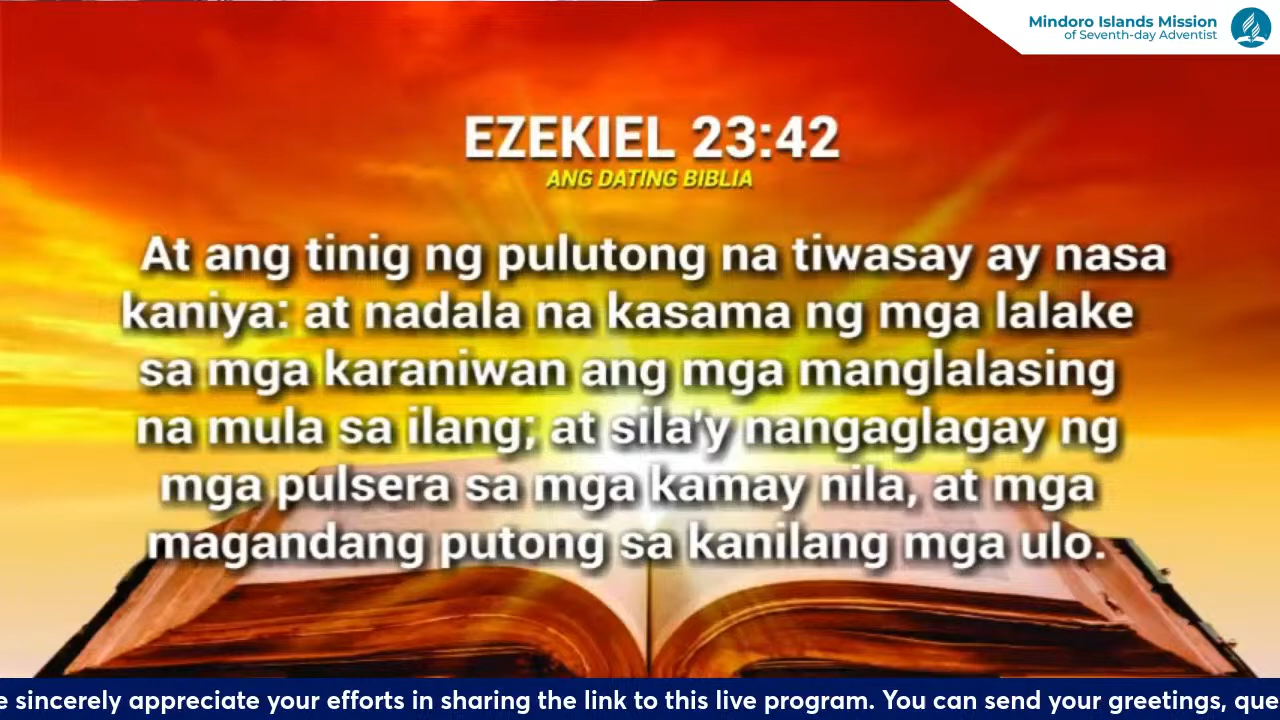 Mindoro Islands Mission
of Seventh-day Adventist
EZEKIEL 23:42
ANG DATING BIBLIA
At ang tinig ng pulutong na tiwasay ay nasa
kaniya: at nadala na kasama ng mga lalake
sa mga karaniwan ang mga manglalasing
na mula sa ilang; at sila'y nangaglagay ng
mga pulsera sa mga kamay nila, at mga
magandang putong sa kanilang mga ulo.
sincerely appreciate your efforts in sharing the link to this live program. You can send your greetings,